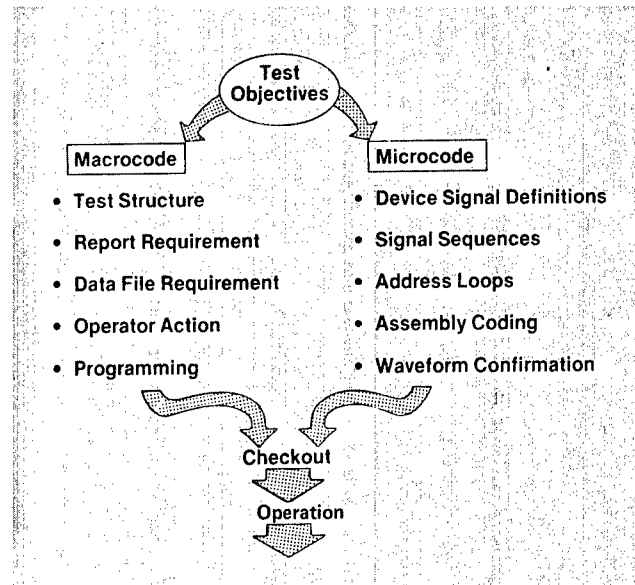 Test
Objectives
Macrocode
• Test Structure
• Report Requirement
• Data File Requirement
• Operator Action
• Programming
Microcode
• Device Signal Definitions
• Signal Sequences
• Address Loops
• Assembly Coding
• Waveform Confirmation
Checkout
Operation